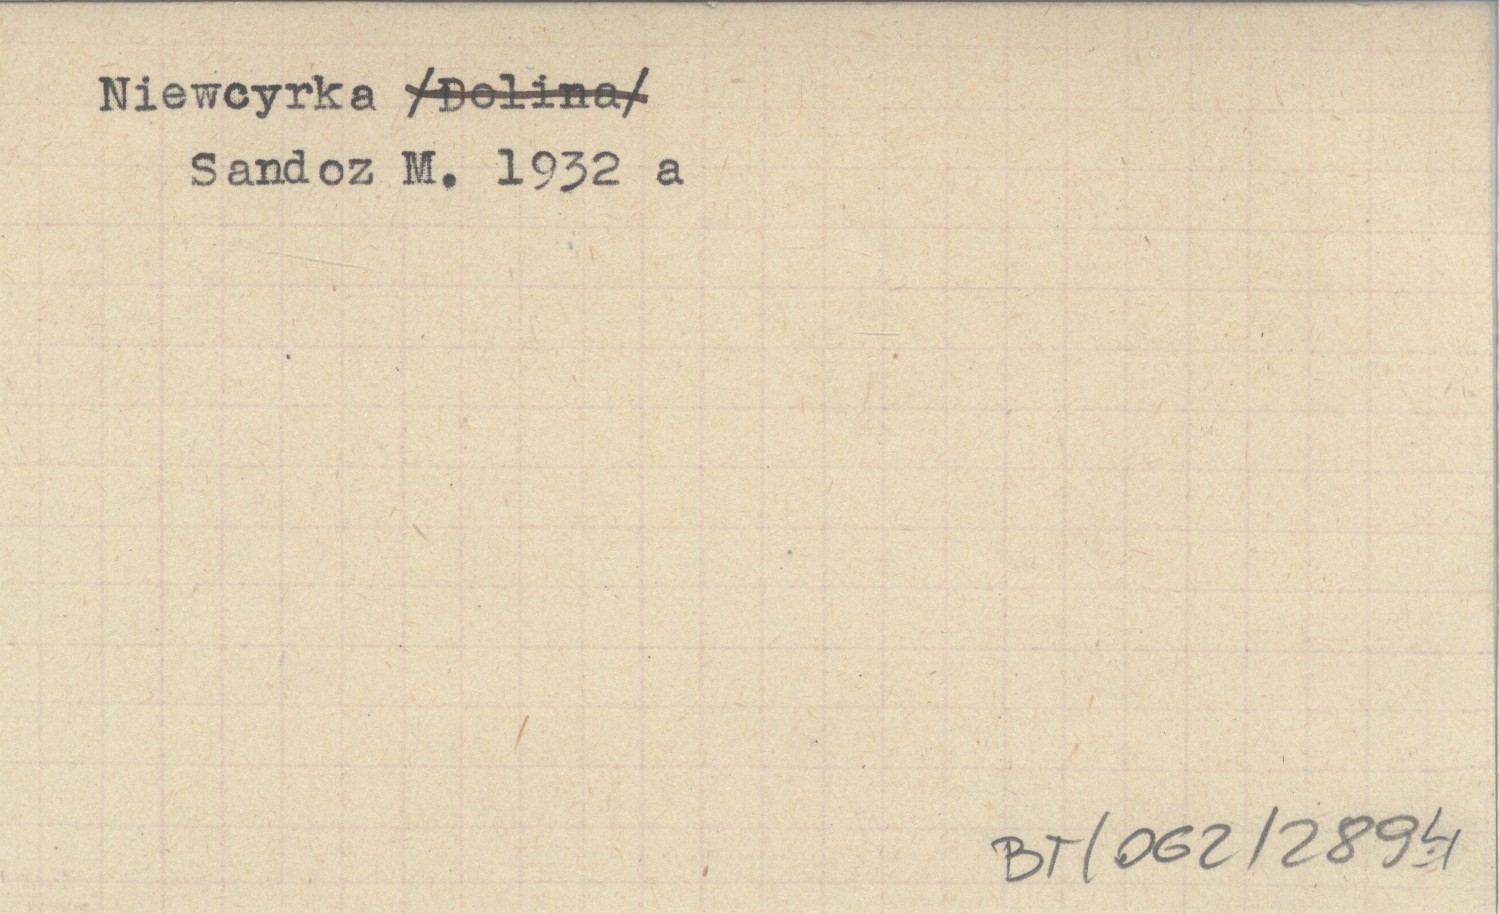 Niewcyrka /Dolina/
Sandoz M. 1932 a
BT/062/2894